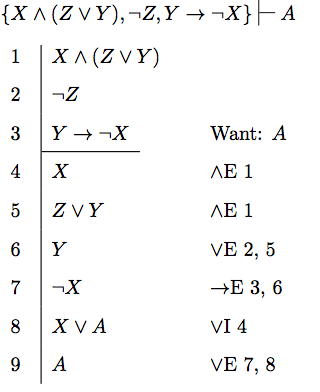 {X ∧ (Z ∨ Y), ¬Z, Y → ¬X} ⊢ A
1 X ∧ (Z ∨ Y)
2 ¬Z
3 Y → ¬X Want: A
4 X ∧E 1
5 Z ∨ Y ∧E 1
6 Y ∨E 2, 5
7 ¬X →E 3, 6
8 X ∨ A ∨I 4
9 A ∨E 7, 8